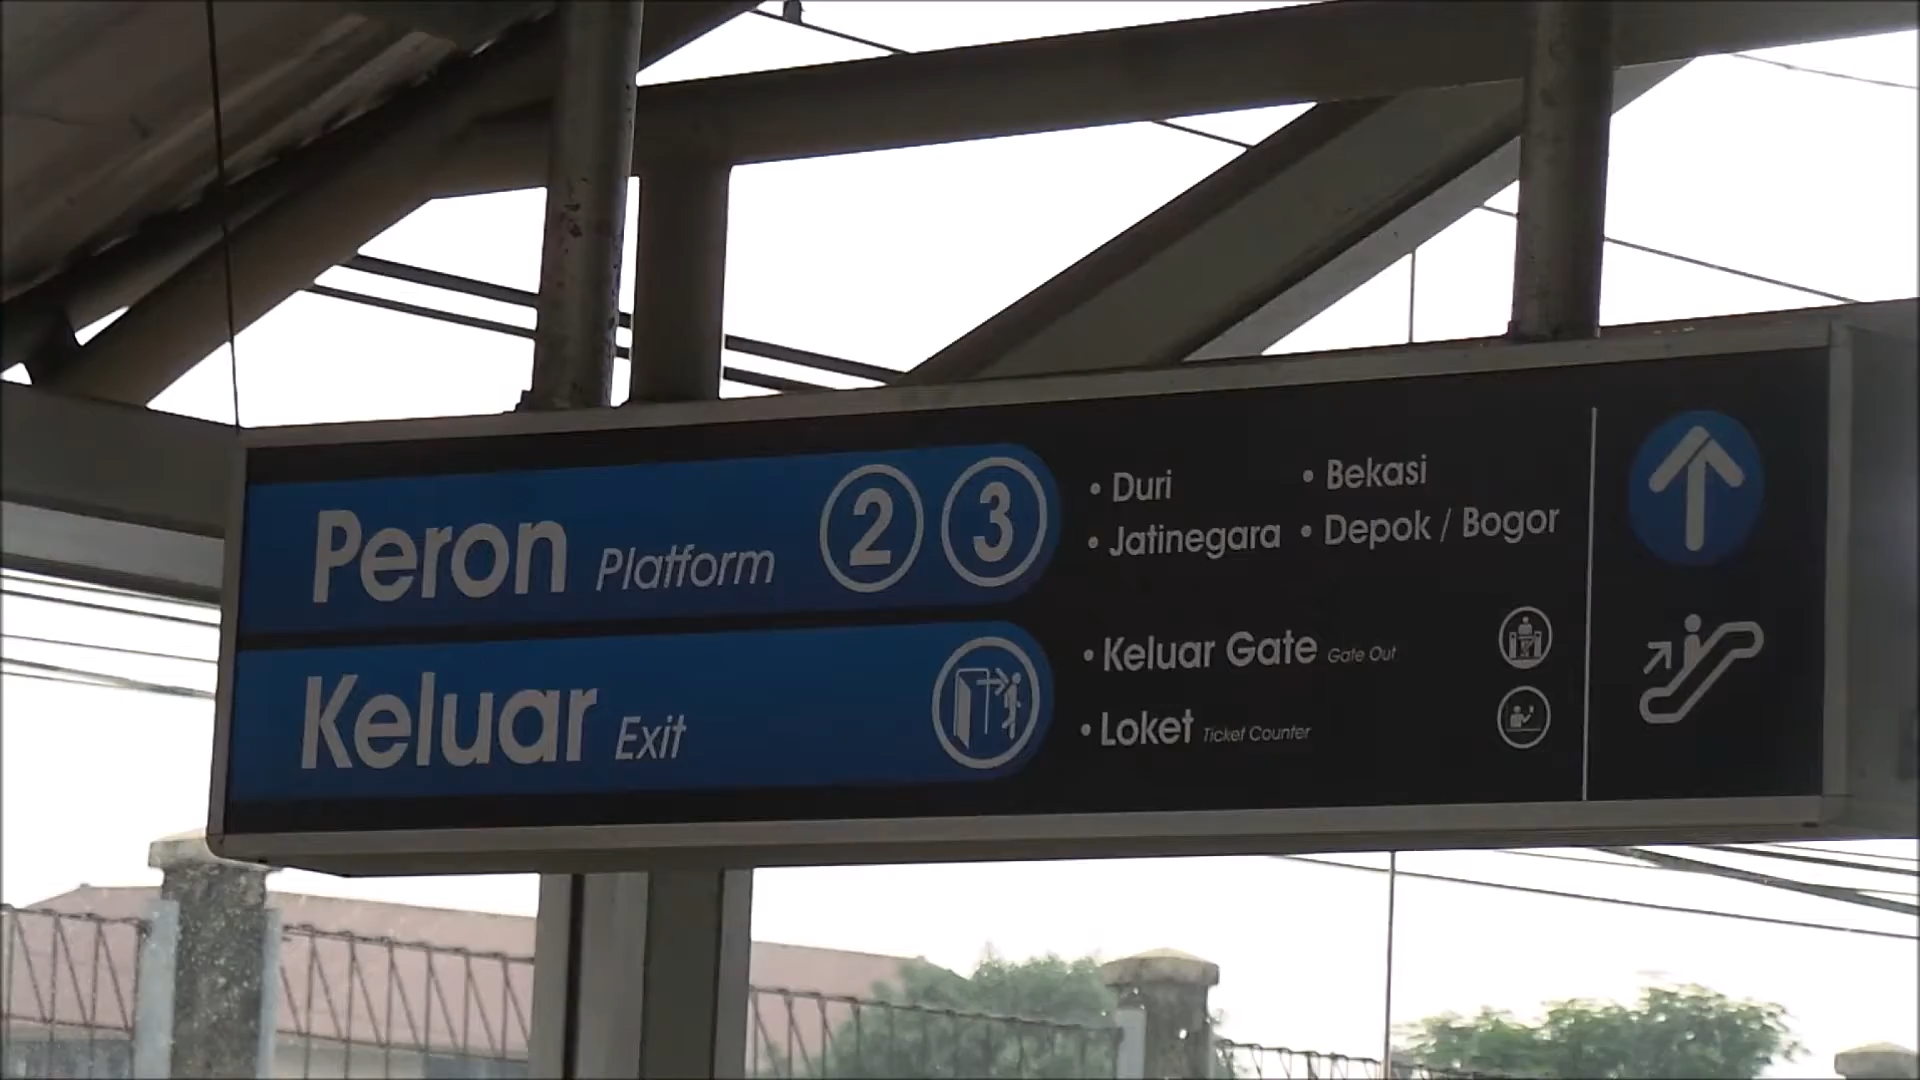 Peron Platform 2 3
• Duri • Bekasi
• Jatinegara • Depok / Bogor
Keluar Exit
• Keluar Gate Gate Out
• Loket Ticket Counter